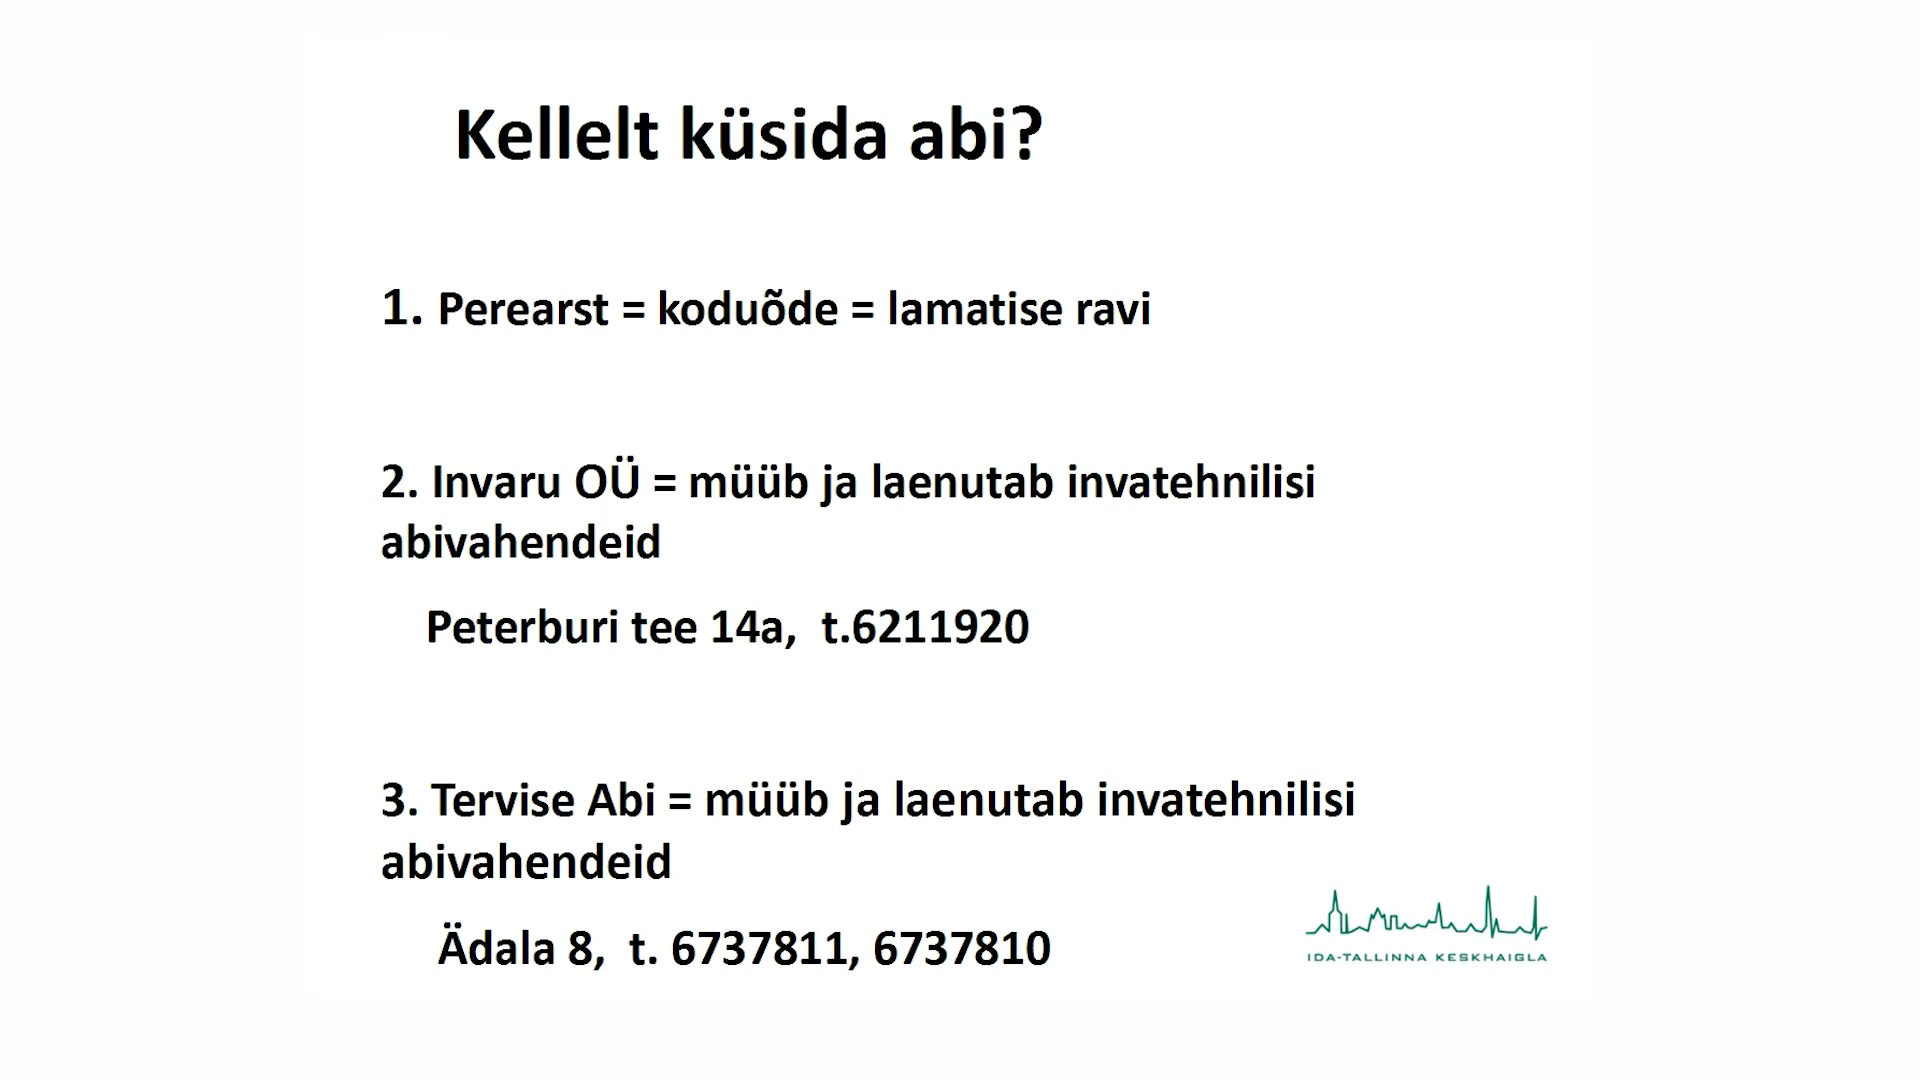 Kellelt küsida abi?
1. Perearst = koduõde = lamatise ravi
2. Invaru OÜ = müüb ja laenutab invatehnilisi
abivahendeid
Peterburi tee 14a,  t.6211920
3. Tervise Abi = müüb ja laenutab invatehnilisi
abivahendeid
Ädala 8,  t. 6737811, 6737810
IDA-TALLINNA KESKHAIGLA